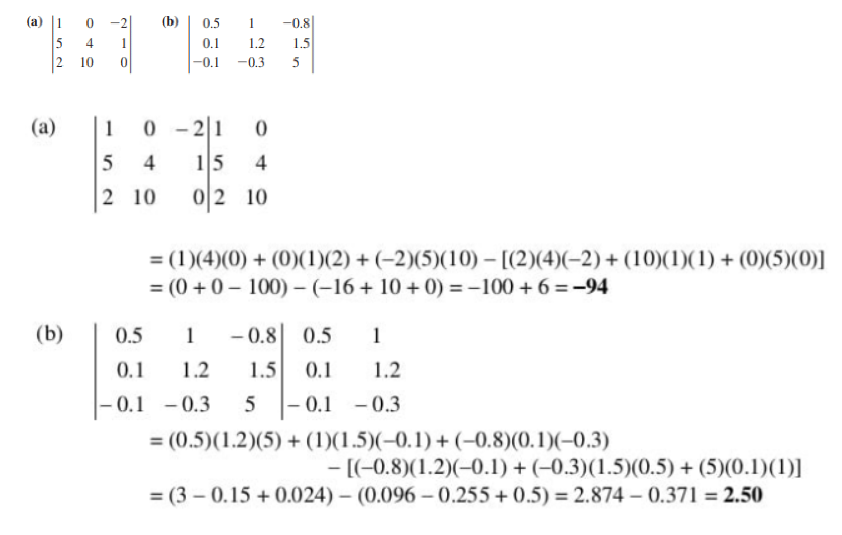 (a) |1 0 −2| (b) | 0.5 1 −0.8|
|5 4 1| | 0.1 1.2 1.5|
|2 10 0| |−0.1 −0.3 5|
(a) |1 0 −2|1 0
|5 4 1|5 4
|2 10 0|2 10
= (1)(4)(0) + (0)(1)(2) + (−2)(5)(10) − [(2)(4)(−2) + (10)(1)(1) + (0)(5)(0)]
= (0 + 0 − 100) − (−16 + 10 + 0) = −100 + 6 = −94
(b) | 0.5 1 −0.8| 0.5 1
| 0.1 1.2 1.5| 0.1 1.2
|−0.1 −0.3 5 |−0.1 −0.3
= (0.5)(1.2)(5) + (1)(1.5)(−0.1) + (−0.8)(0.1)(−0.3)
− [(−0.8)(1.2)(−0.1) + (−0.3)(1.5)(0.5) + (5)(0.1)(1)]
= (3 − 0.15 + 0.024) − (0.096 − 0.255 + 0.5) = 2.874 − 0.371 = 2.50